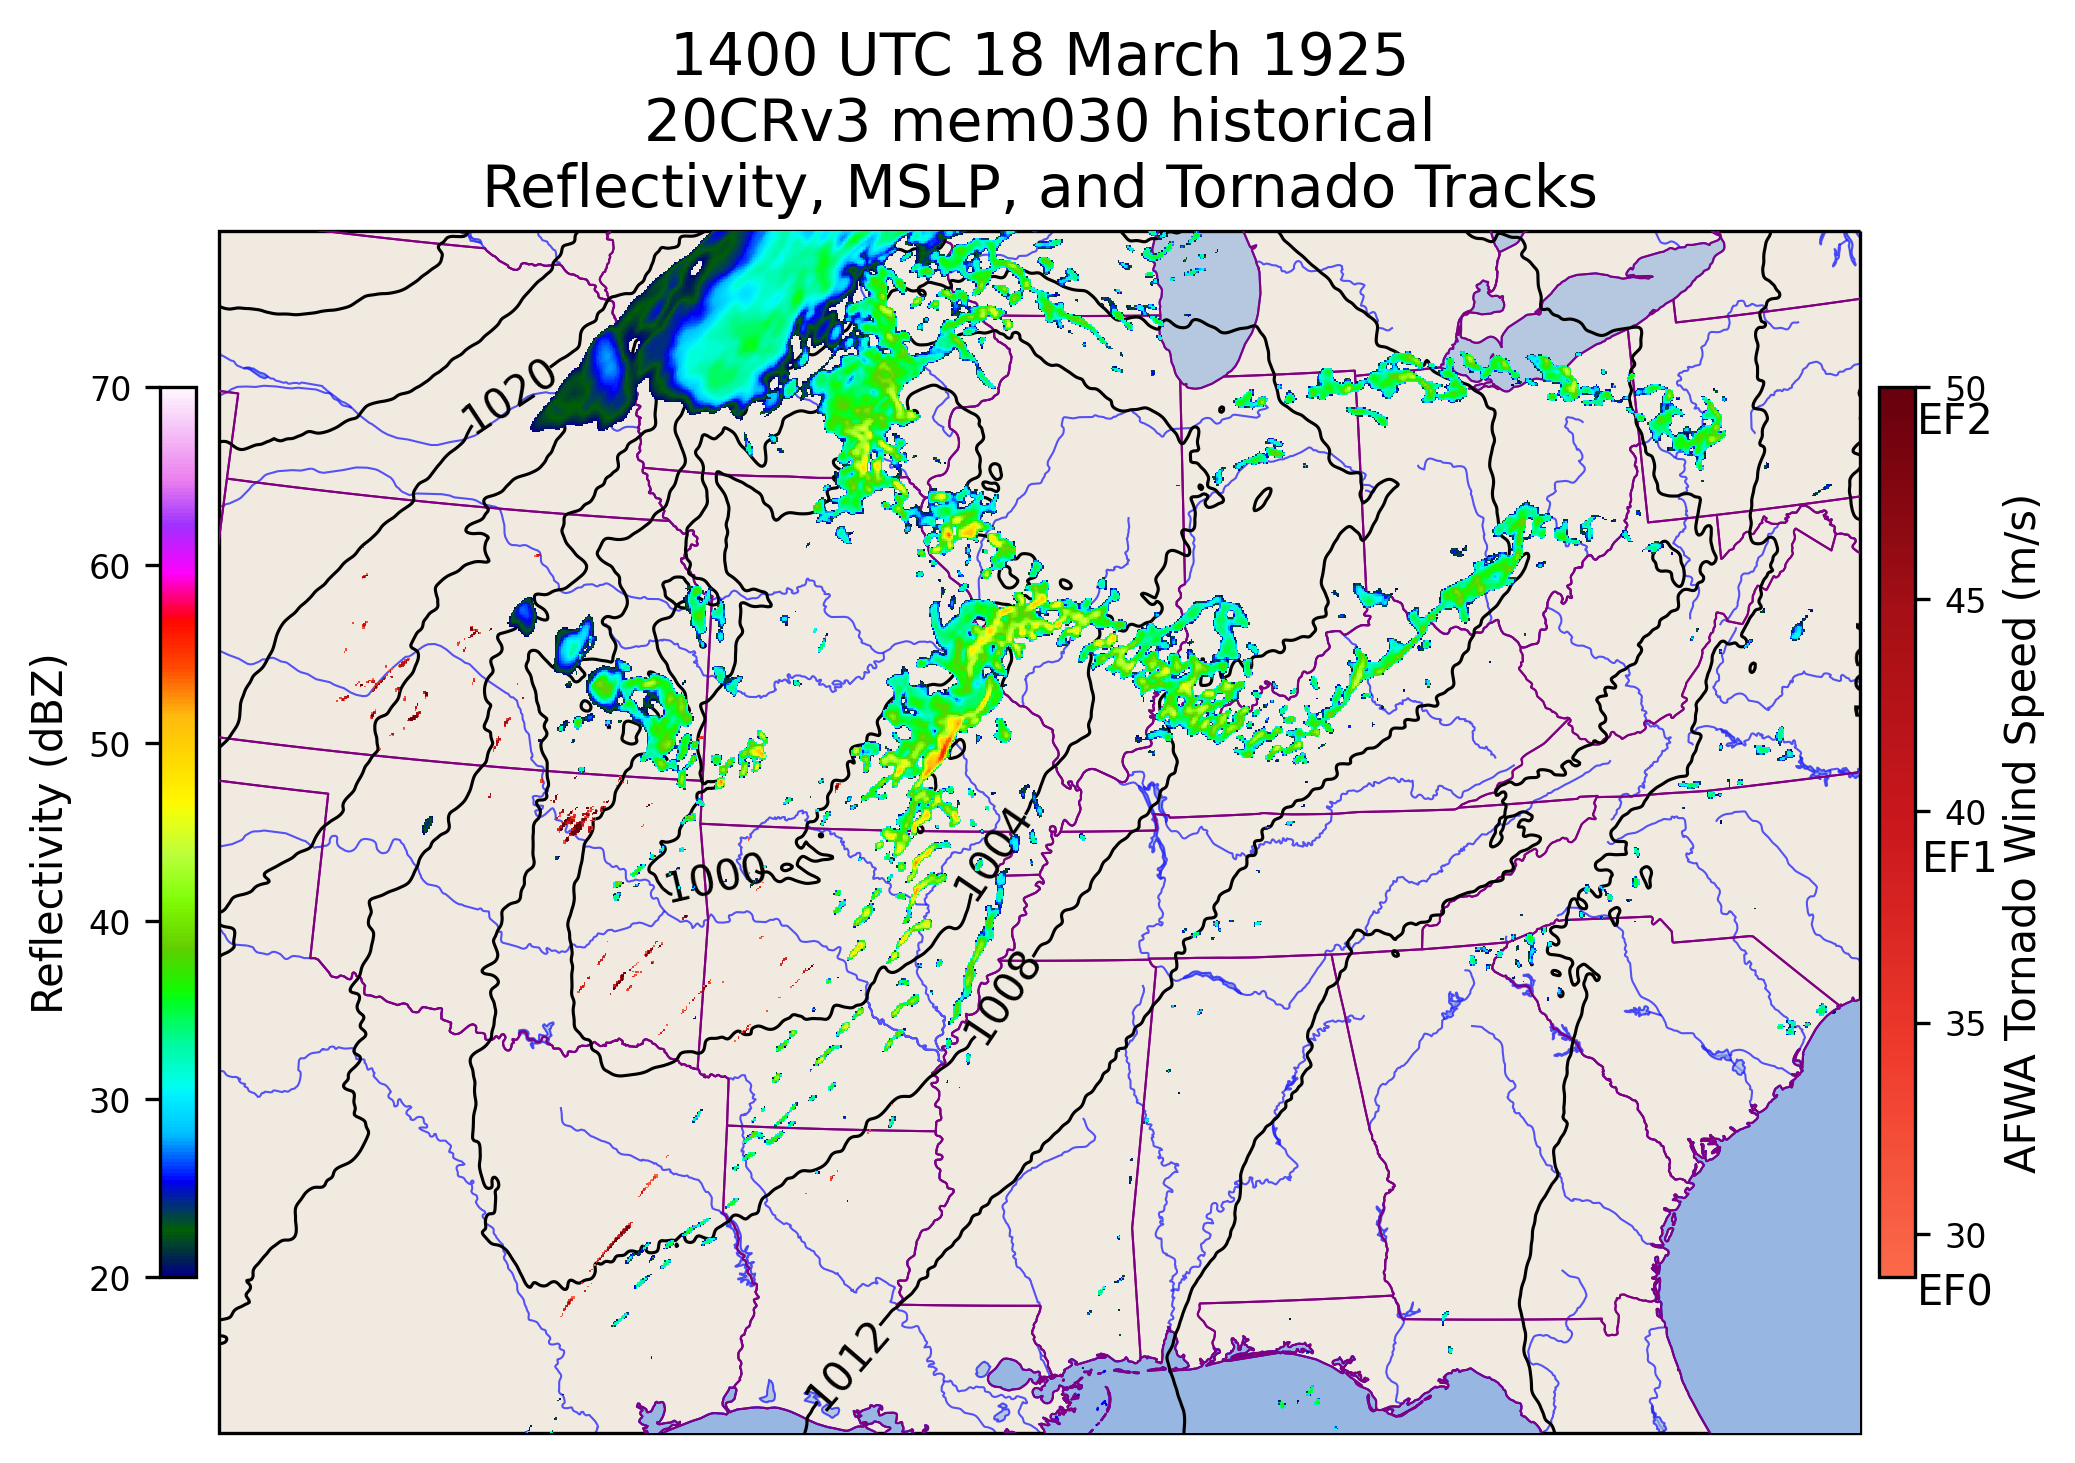 1400 UTC 18 March 1925
20CRv3 mem030 historical
Reflectivity, MSLP, and Tornado Tracks
70
60
50
40
30
20
Reflectivity (dBZ)
1020
1000
1004
1008
1012
50
EF2
45
40
EF1
35
30
EF0
AFWA Tornado Wind Speed (m/s)